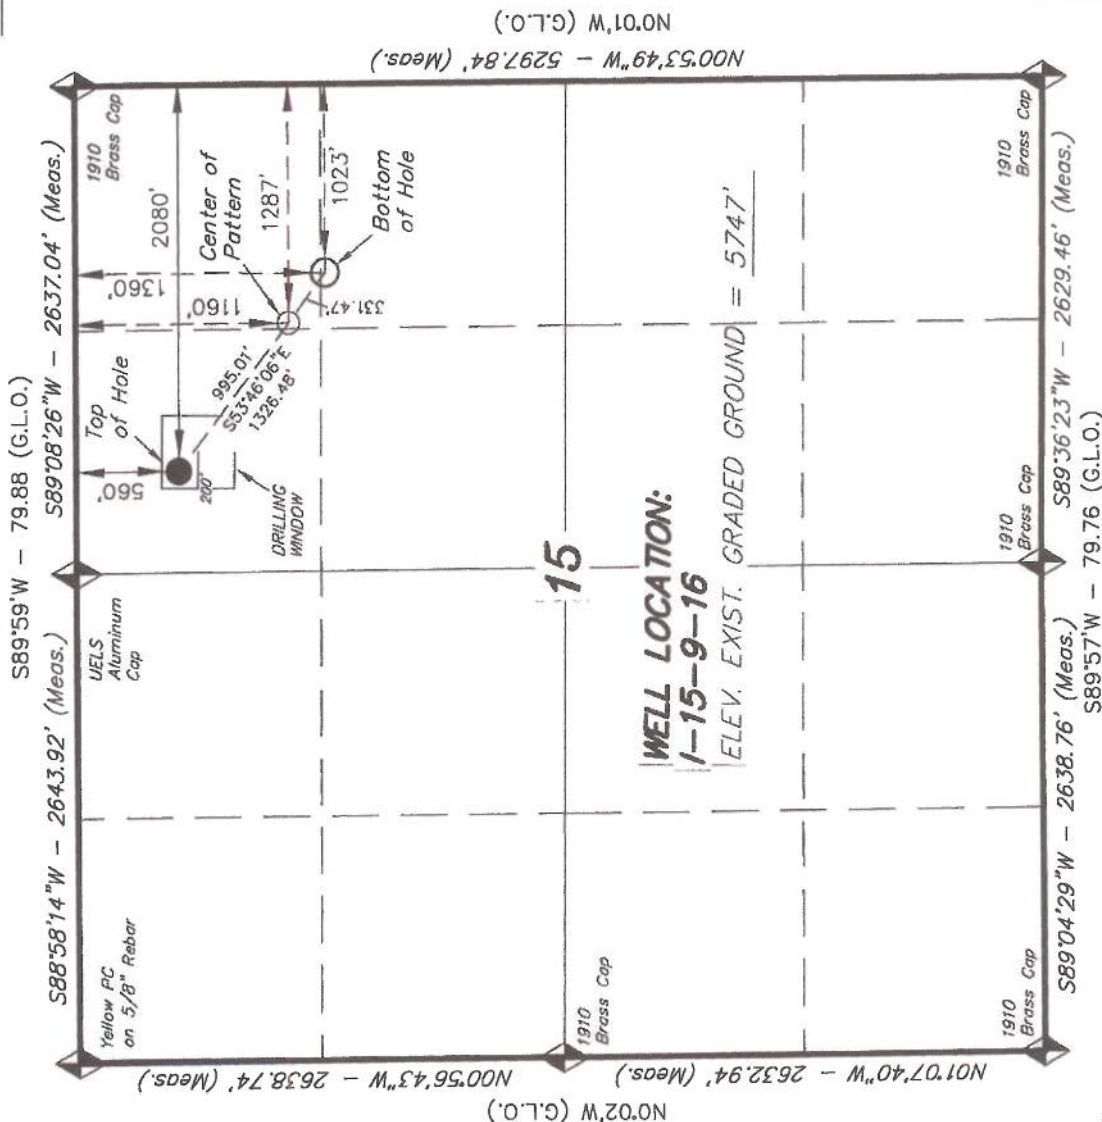 S89°59'W - 79.88 (G.L.O.)
S88°58'14"W - 2643.92' (Meas.)
S89°08'26"W - 2637.04' (Meas.)
N0°01'W (G.L.O.)
N00°53'49"W - 5297.84' (Meas.)
Yellow PC
on 5/8" Rebar
UELS
Aluminum
Cap
1910
Brass Cap
560'
Top
of Hole
200'
DRILLING
WINDOW
2080'
1160'
1360'
Center of
Pattern
1287'
1023'
Bottom
of Hole
995.01'
S53°46'06"E
1326.48'
331.47'
15
WELL LOCATION:
1-15-9-16
ELEV. EXIST. GRADED GROUND = 5747'
N00°56'43"W - 2638.74' (Meas.)
N0°02'W (G.L.O.)
N01°07'40"W - 2632.94' (Meas.)
1910
Brass Cap
1910
Brass Cap
1910
Brass Cap
1910
Brass Cap
S89°04'29"W - 2638.76' (Meas.)
S89°36'23"W - 2629.46' (Meas.)
S89°57'W - 79.76 (G.L.O.)